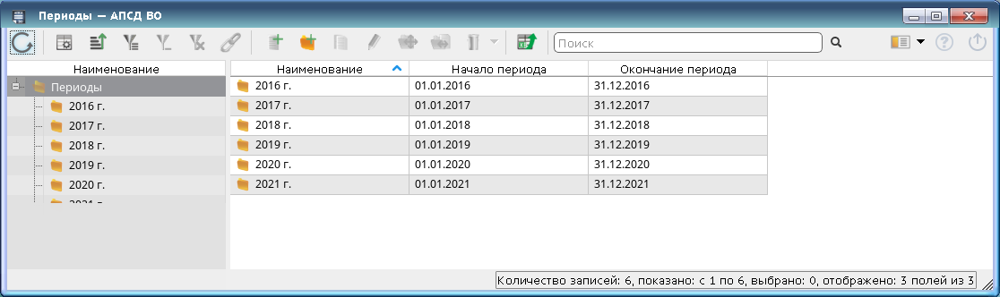 Периоды — АПСД ВО
Поиск
Наименование
Периоды
2016 г.
2017 г.
2018 г.
2019 г.
2020 г.
2021 г.
Наименование Начало периода Окончание периода
2016 г. 01.01.2016 31.12.2016
2017 г. 01.01.2017 31.12.2017
2018 г. 01.01.2018 31.12.2018
2019 г. 01.01.2019 31.12.2019
2020 г. 01.01.2020 31.12.2020
2021 г. 01.01.2021 31.12.2021
Количество записей: 6, показано: с 1 по 6, выбрано: 0, отображено: 3 полей из 3